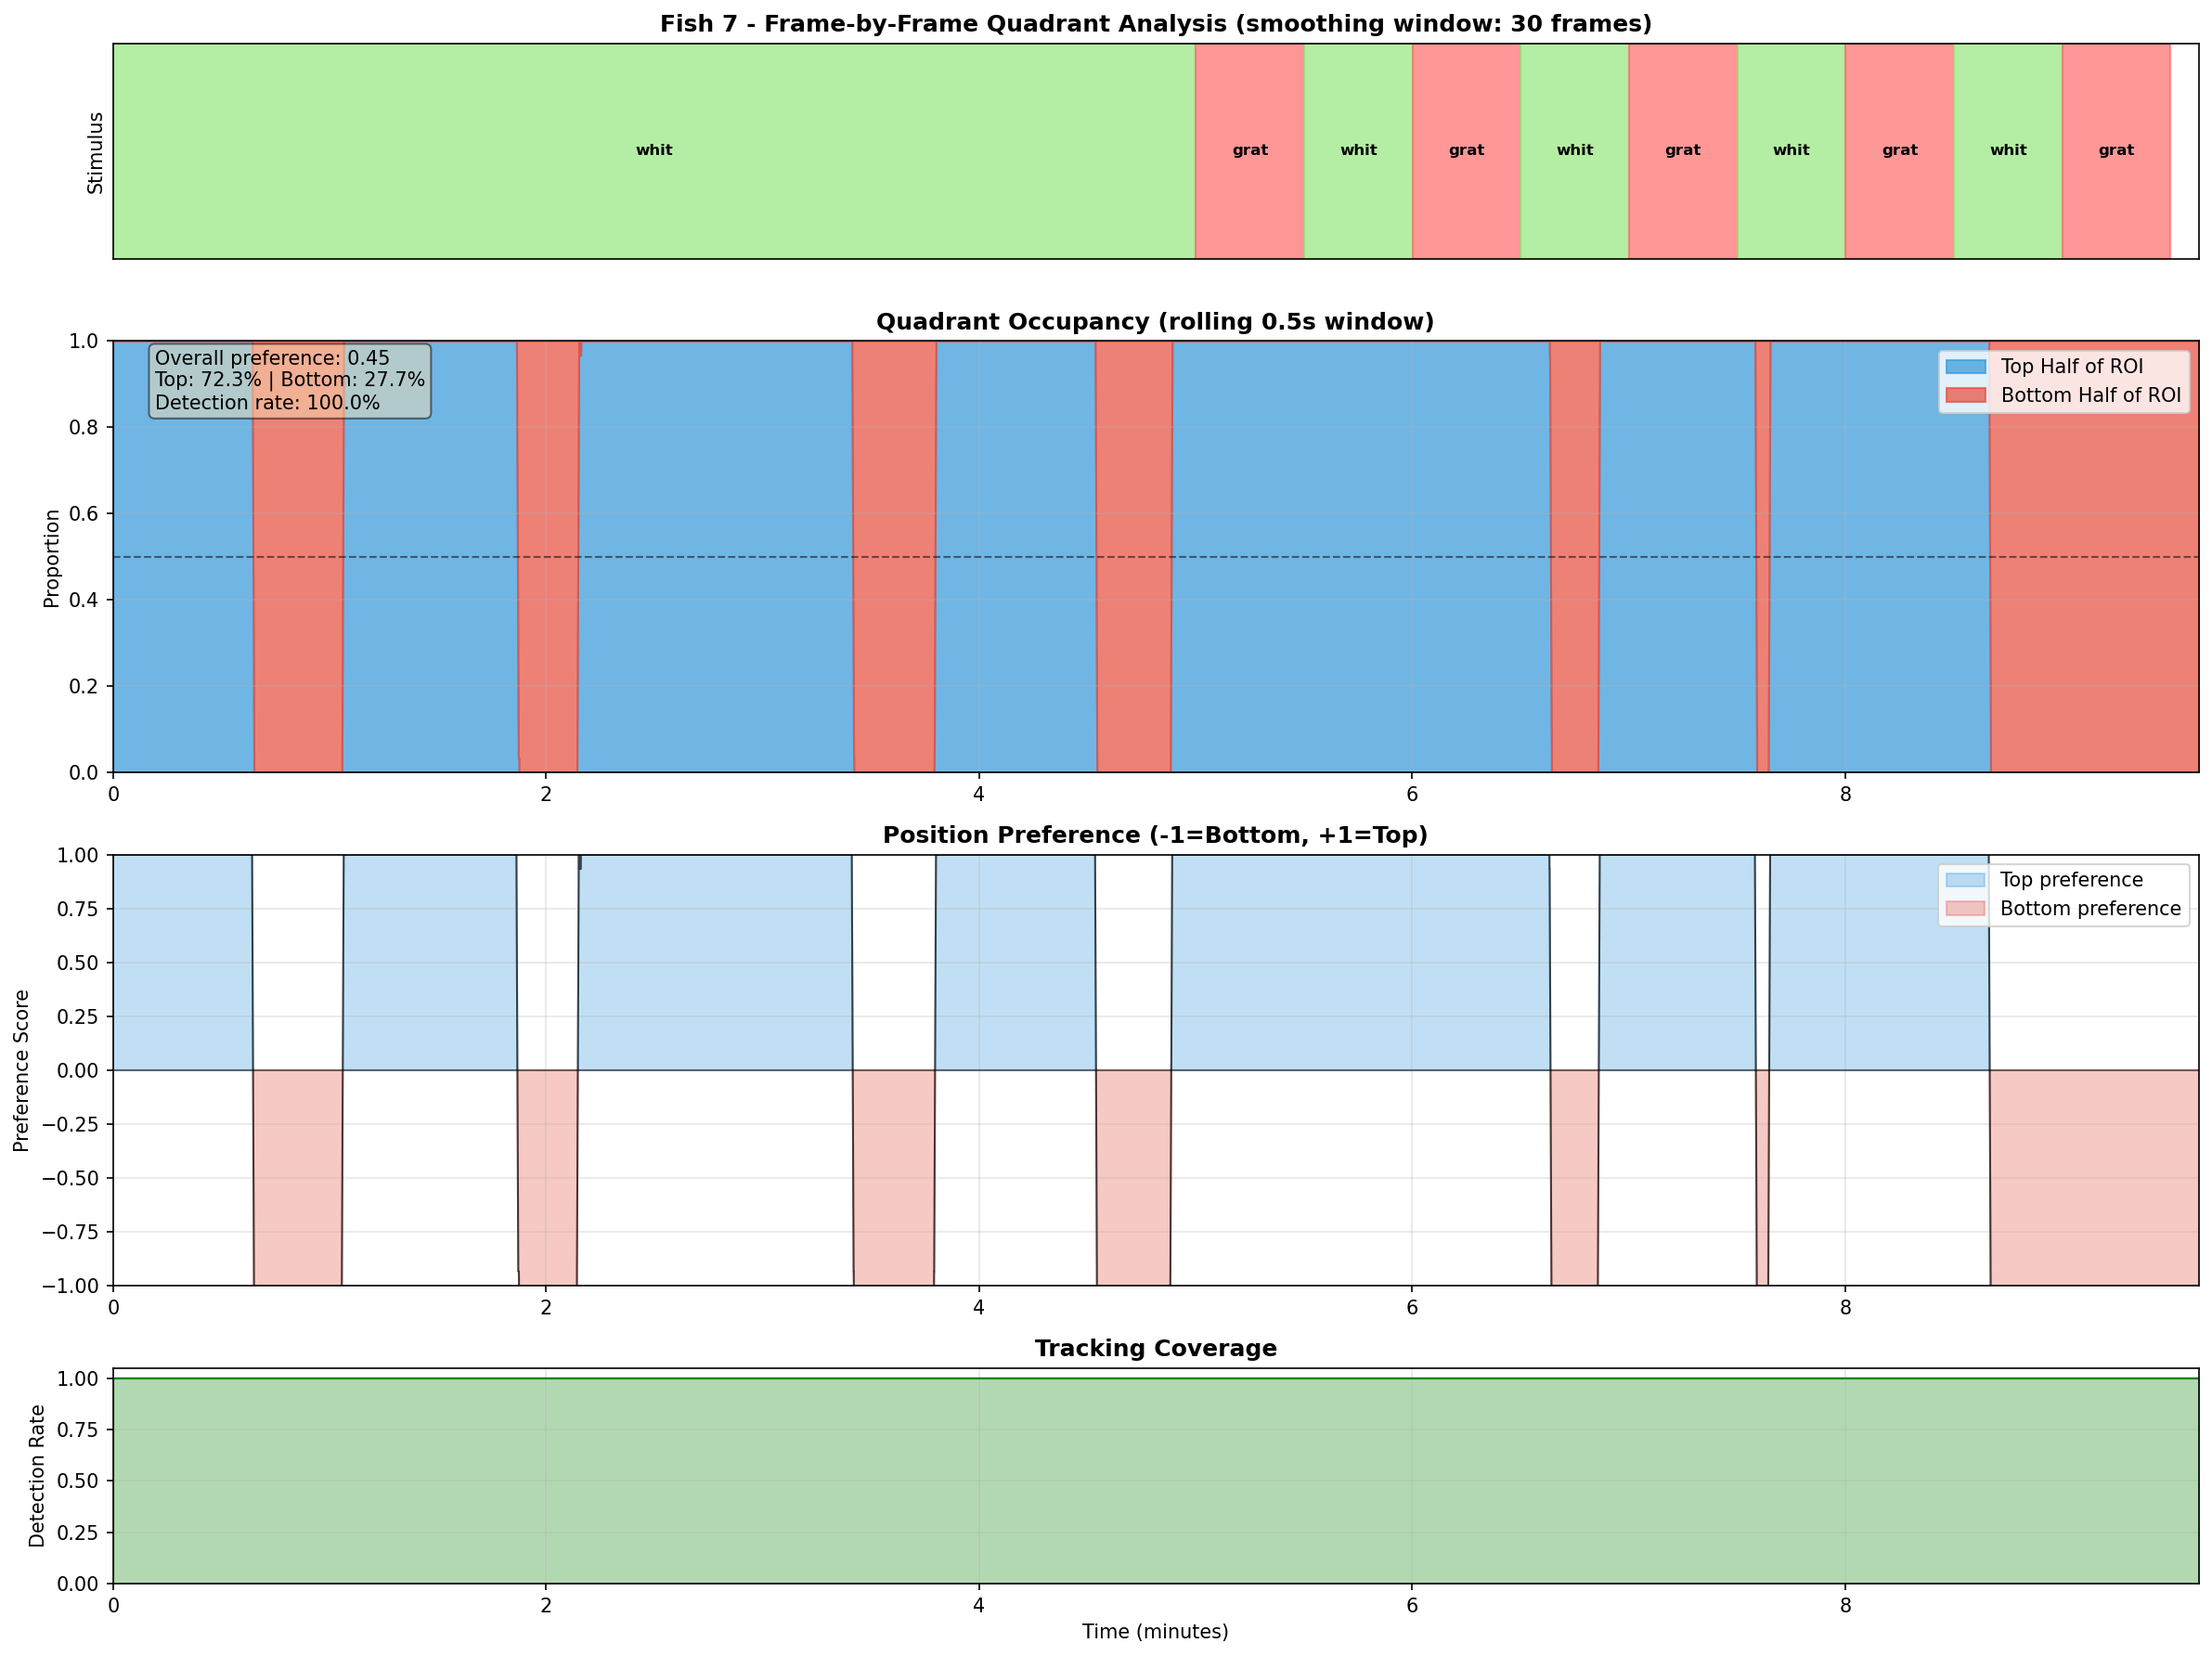 Fish 7 - Frame-by-Frame Quadrant Analysis (smoothing window: 30 frames)
Stimulus
whit
grat
whit
grat
whit
grat
whit
grat
whit
grat
Quadrant Occupancy (rolling 0.5s window)
Proportion
1.0
0.8
0.6
0.4
0.2
0.0
Overall preference: 0.45
Top: 72.3% | Bottom: 27.7%
Detection rate: 100.0%
Top Half of ROI
Bottom Half of ROI
0
2
4
6
8
Position Preference (-1=Bottom, +1=Top)
Preference Score
1.00
0.75
0.50
0.25
0.00
−0.25
−0.50
−0.75
−1.00
Top preference
Bottom preference
0
2
4
6
8
Tracking Coverage
Detection Rate
1.00
0.75
0.50
0.25
0.00
0
2
4
6
8
Time (minutes)